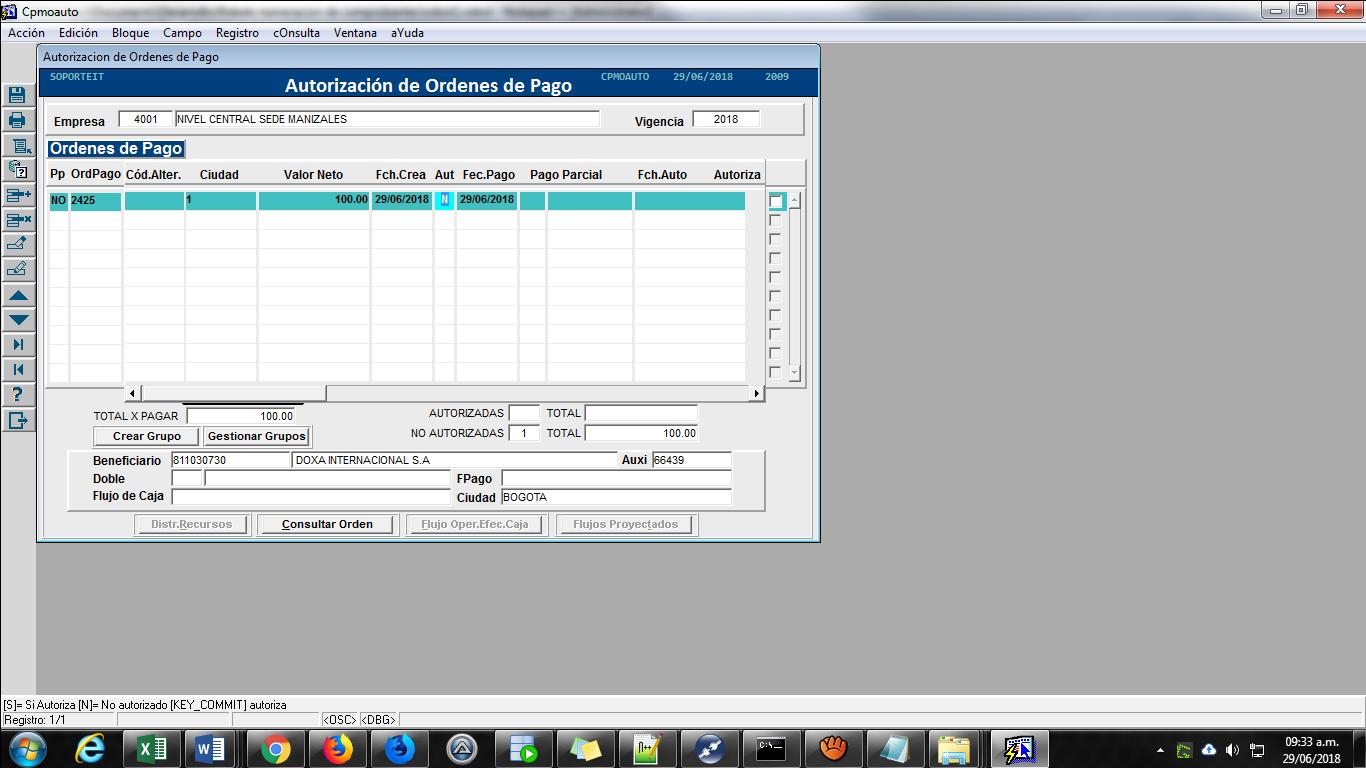 Cpmoauto
Acción Edición Bloque Campo Registro cOnsulta Ventana aYuda
Autorizacion de Ordenes de Pago
SOPORTEIT Autorización de Ordenes de Pago CPMOAUTO 29/06/2018 2009
Empresa 4001 NIVEL CENTRAL SEDE MANIZALES Vigencia 2018
Ordenes de Pago
Pp OrdPago Cód.Alter. Ciudad Valor Neto Fch.Crea Aut Fec.Pago Pago Parcial Fch.Auto Autoriza
NO 2425 1 100.00 29/06/2018 N 29/06/2018
TOTAL X PAGAR 100.00 AUTORIZADAS TOTAL
Crear Grupo Gestionar Grupos NO AUTORIZADAS 1 TOTAL 100.00
Beneficiario 811030730 DOXA INTERNACIONAL S.A Auxi 66439
Doble FPago
Flujo de Caja Ciudad BOGOTA
Distr.Recursos Consultar Orden Flujo Oper.Efec.Caja Flujos Proyectados
[S]= Si Autoriza [N]= No autorizado [KEY_COMMIT] autoriza
Registro: 1/1 <OSC> <DBG>
09:33 a.m.
29/06/2018